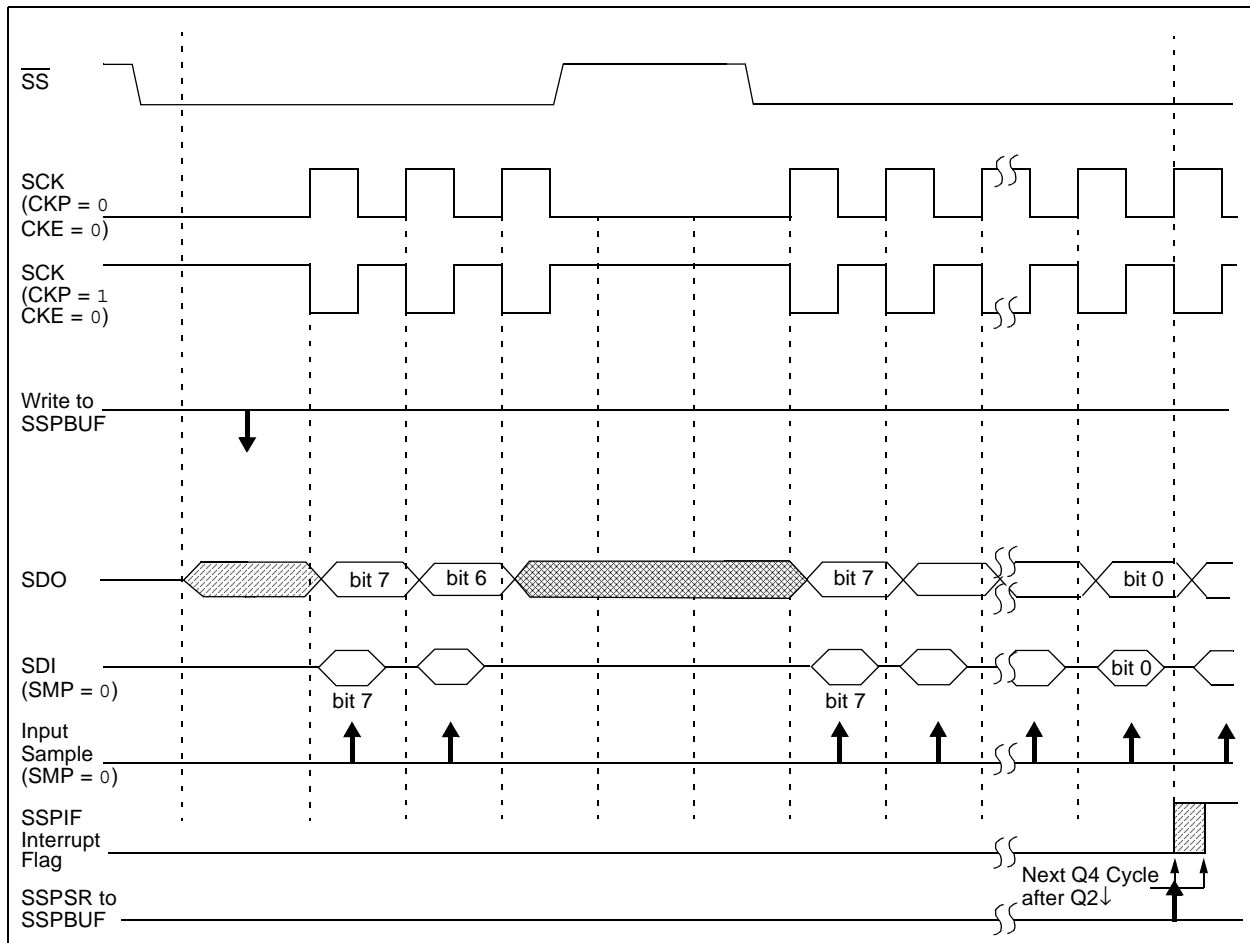 SS
SCK
(CKP = 0
CKE = 0)
SCK
(CKP = 1
CKE = 0)
Write to
SSPBUF
SDO
bit 7
bit 6
bit 7
bit 0
SDI
(SMP = 0)
bit 7
bit 7
bit 0
Input
Sample
(SMP = 0)
SSPIF
Interrupt
Flag
Next Q4 Cycle
after Q2↓
SSPSR to
SSPBUF